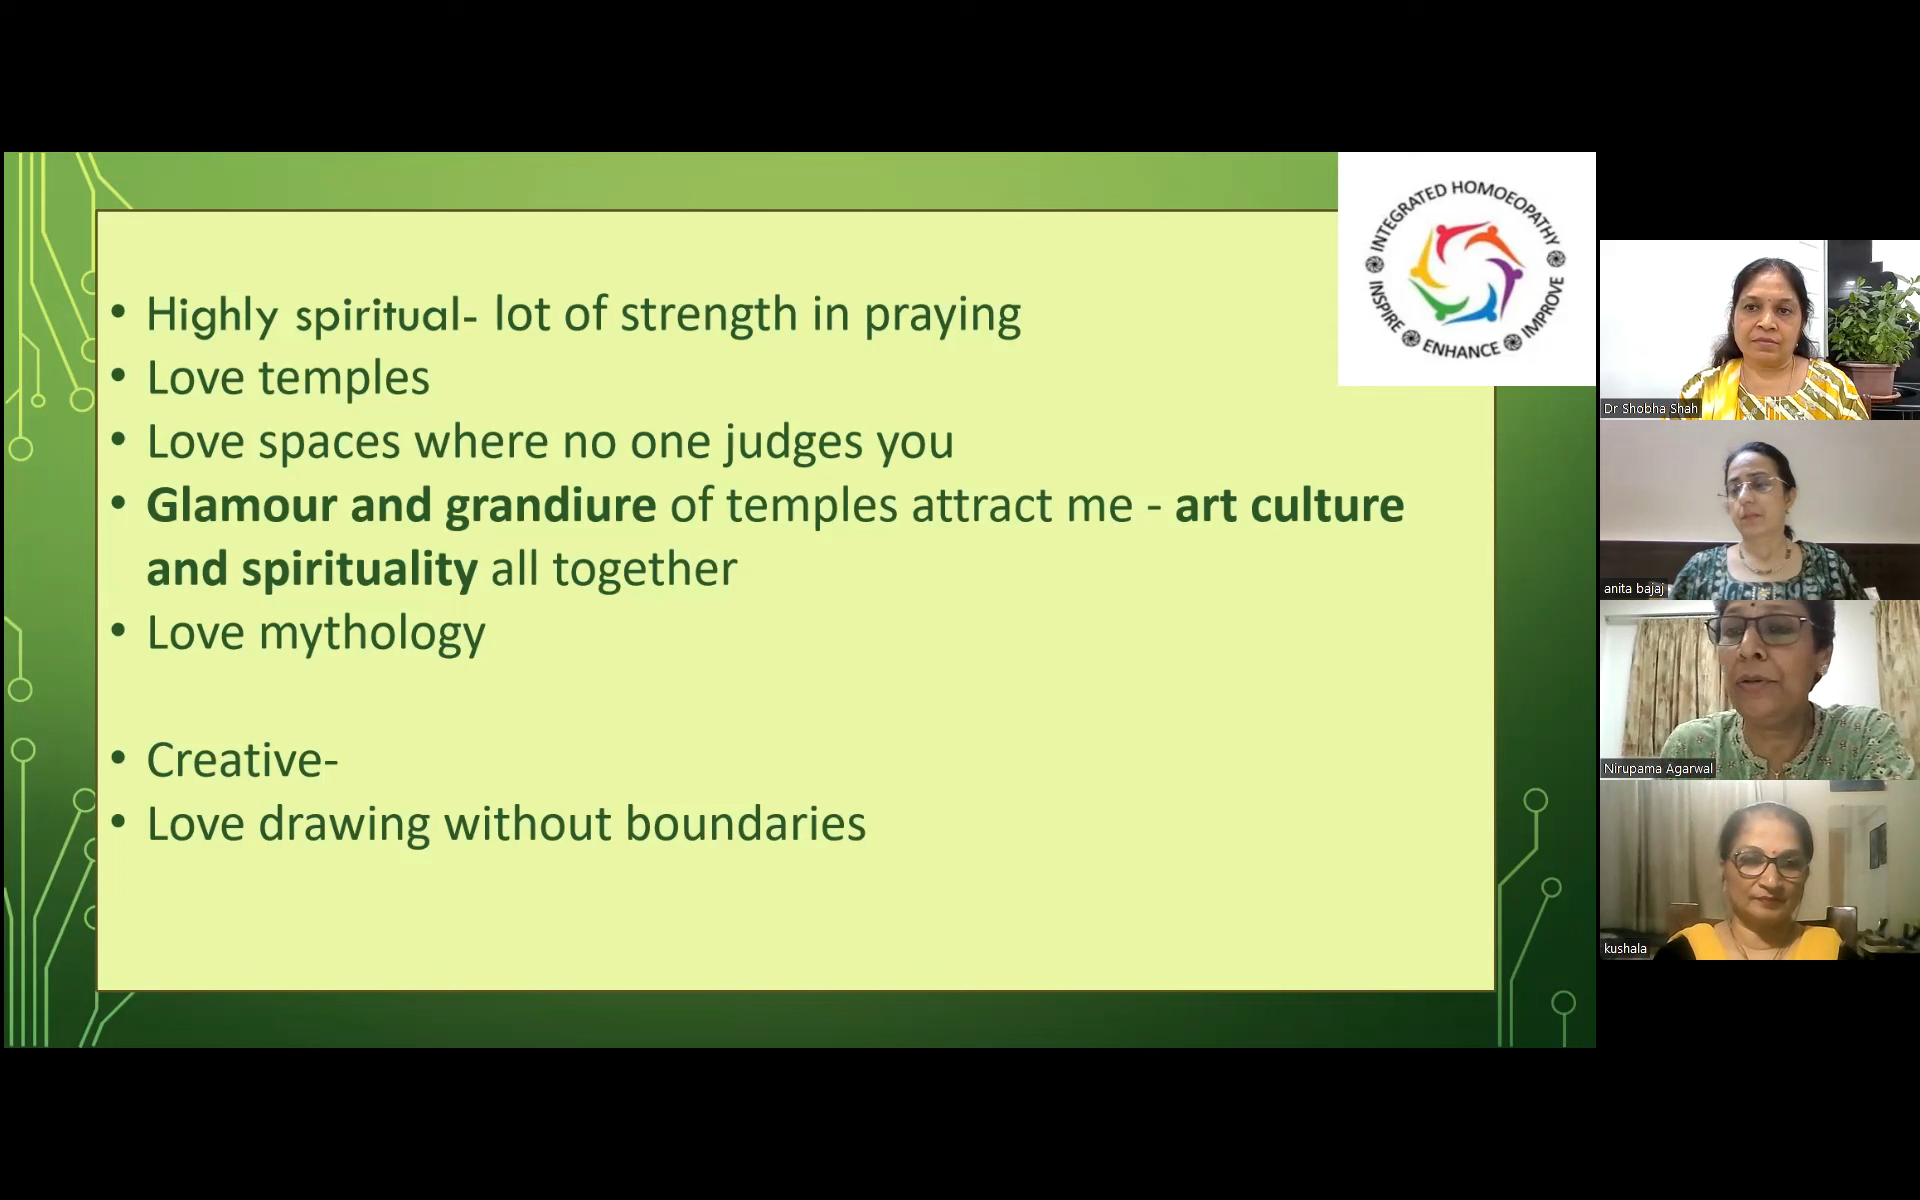 INTEGRATED HOMOEOPATHY
INSPIRE ENHANCE IMPROVE
• Highly spiritual- lot of strength in praying
• Love temples
• Love spaces where no one judges you
• Glamour and grandiure of temples attract me - art culture
and spirituality all together
• Love mythology
• Creative-
• Love drawing without boundaries
Dr Shobha Shah
anita bajaj
Nirupama Agarwal
kushala